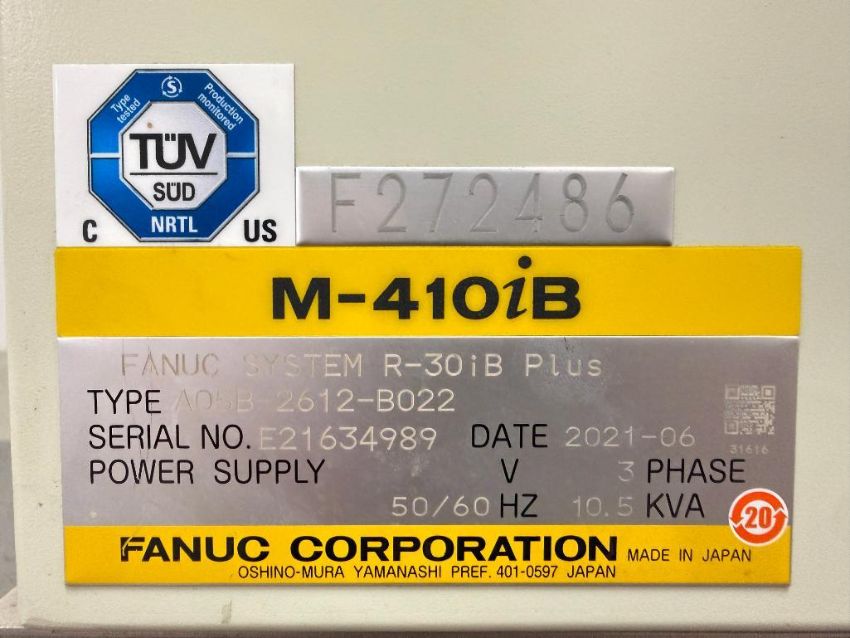 Type tested
S
Production monitored
TÜV
SÜD
NRTL
C US
F272486
M-410iB
FANUC SYSTEM R-30iB Plus
TYPE A05B-2612-B022
SERIAL NO. E21634989 DATE 2021-06
31616
POWER SUPPLY V 3 PHASE
50/60 HZ 10.5 KVA
20
FANUC CORPORATION MADE IN JAPAN
OSHINO-MURA YAMANASHI PREF. 401-0597 JAPAN